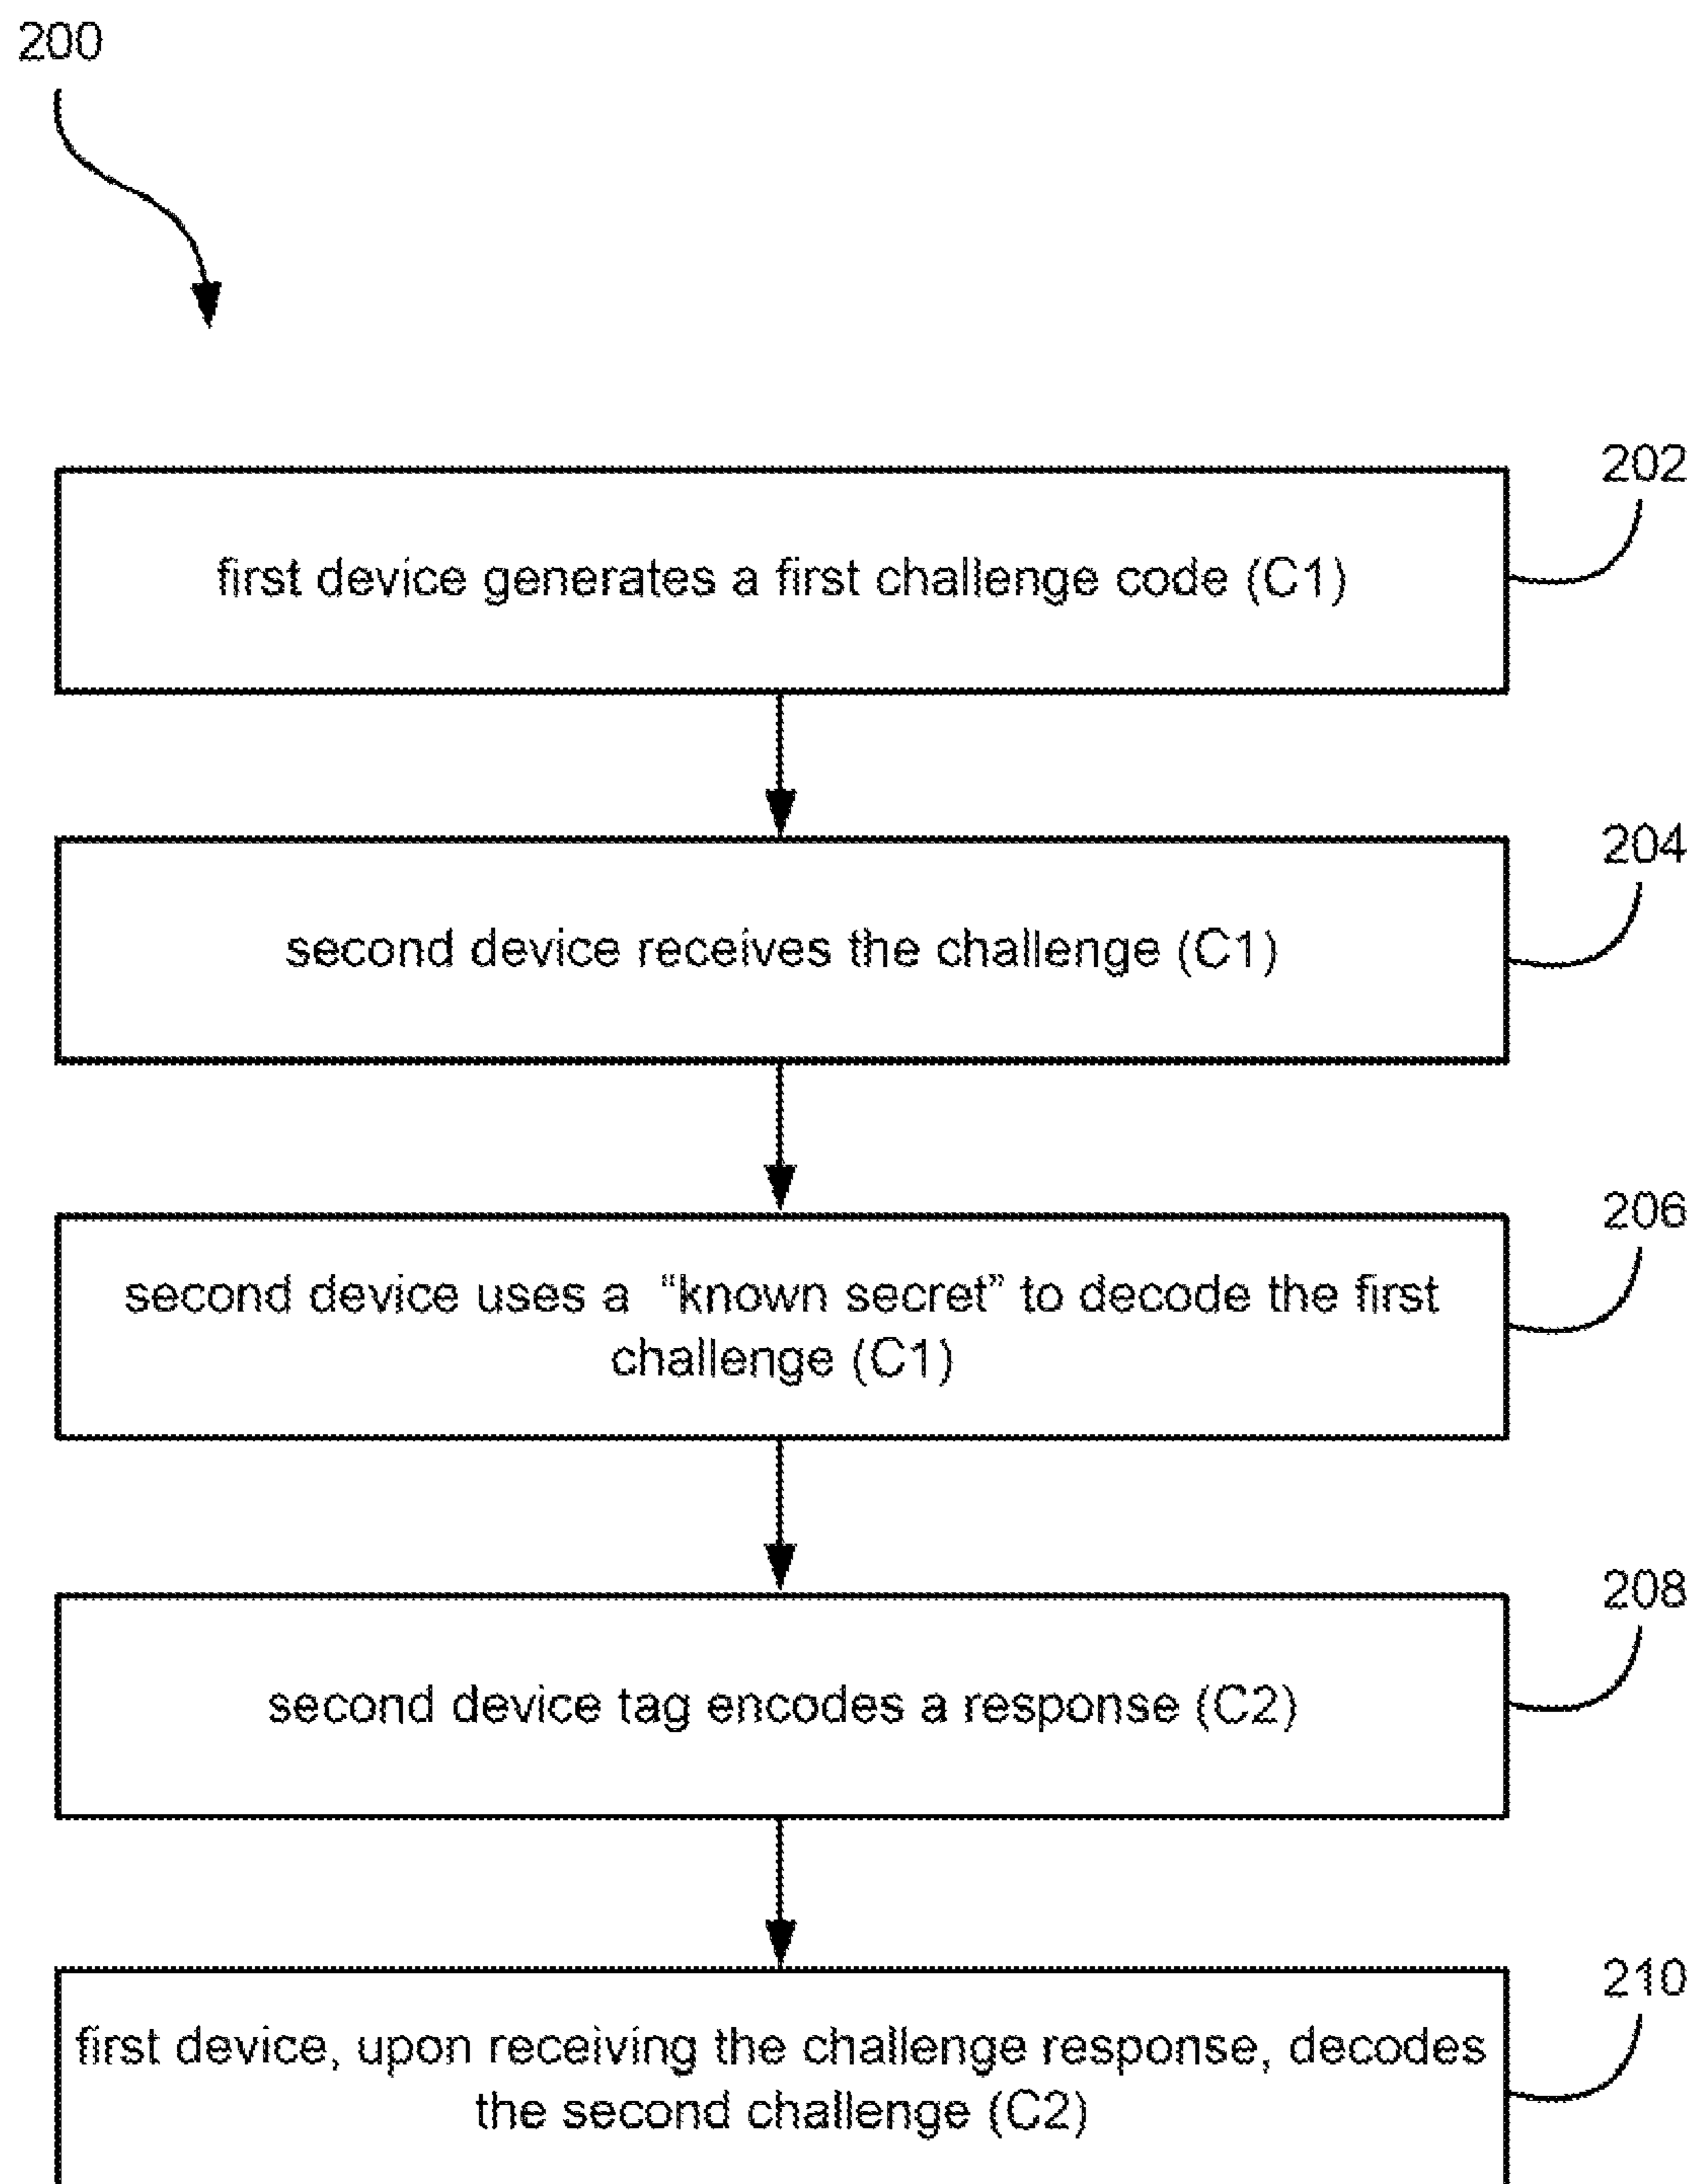 200
202
first device generates a first challenge code (C1)
204
second device receives the challenge (C1)
206
second device uses a “known secret” to decode the first
challenge (C1)
208
second device tag encodes a response (C2)
210
first device, upon receiving the challenge response, decodes
the second challenge (C2)